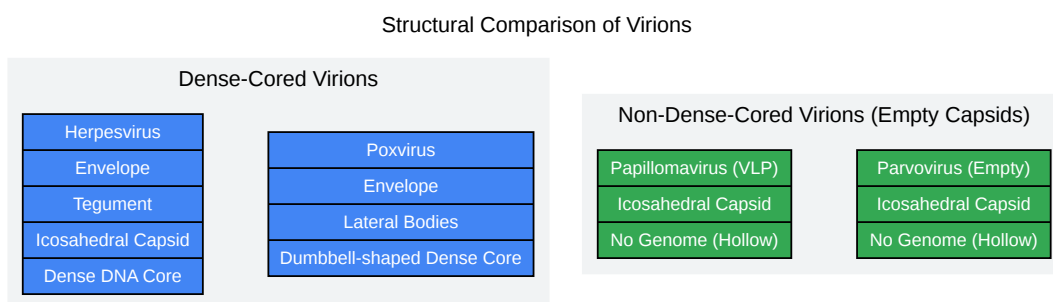 Structural Comparison of Virions
Dense-Cored Virions
Herpesvirus
Envelope
Tegument
Icosahedral Capsid
Dense DNA Core
Poxvirus
Envelope
Lateral Bodies
Dumbbell-shaped Dense Core
Non-Dense-Cored Virions (Empty Capsids)
Papillomavirus (VLP)
Icosahedral Capsid
No Genome (Hollow)
Parvovirus (Empty)
Icosahedral Capsid
No Genome (Hollow)